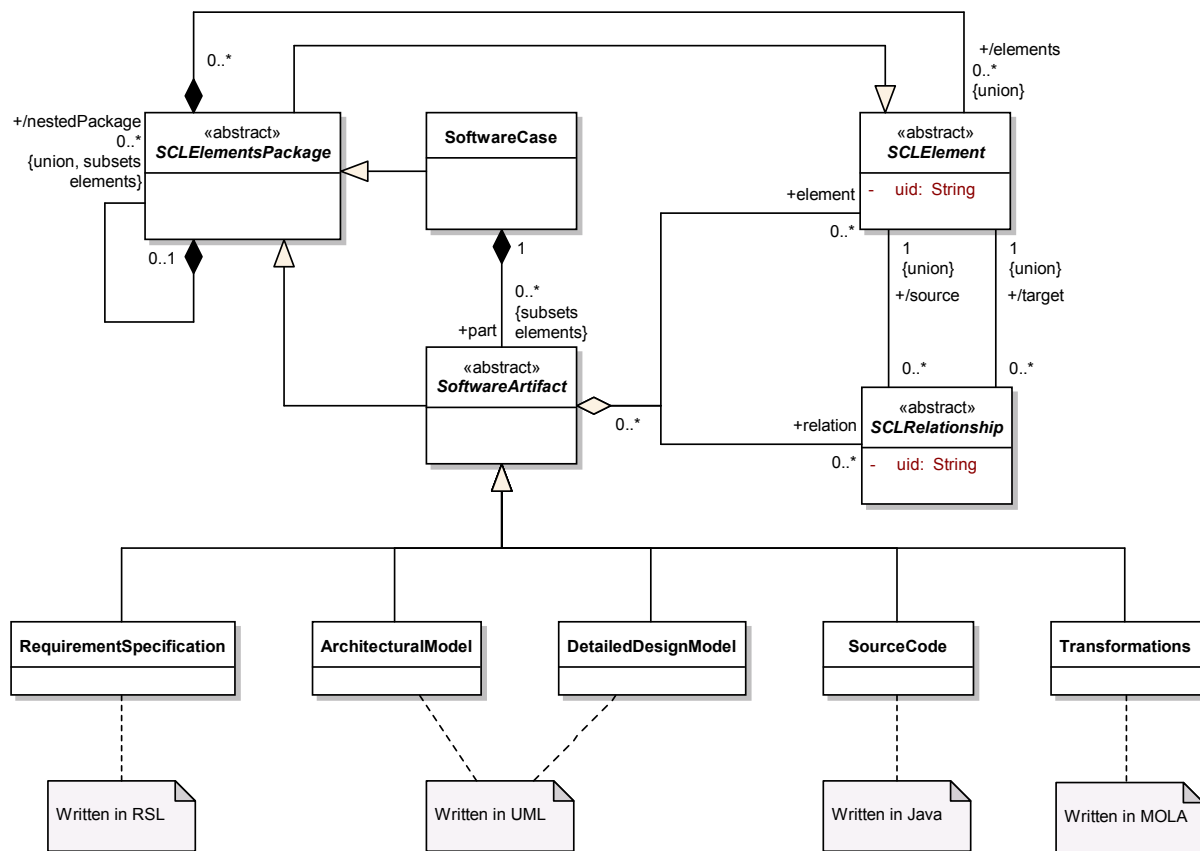 0..*
+/elements
0..*
{union}
+/nestedPackage
0..*
{union, subsets
elements}
«abstract»
SCLElementsPackage
0..1
SoftwareCase
1
0..*
{subsets
elements}
+part
«abstract»
SCLElement
- uid: String
+element
0..*
1
{union}
+/source
1
{union}
+/target
0..*
0..*
«abstract»
SoftwareArtifact
0..*
+relation
0..*
«abstract»
SCLRelationship
- uid: String
RequirementSpecification
ArchitecturalModel
DetailedDesignModel
SourceCode
Transformations
Written in RSL
Written in UML
Written in Java
Written in MOLA